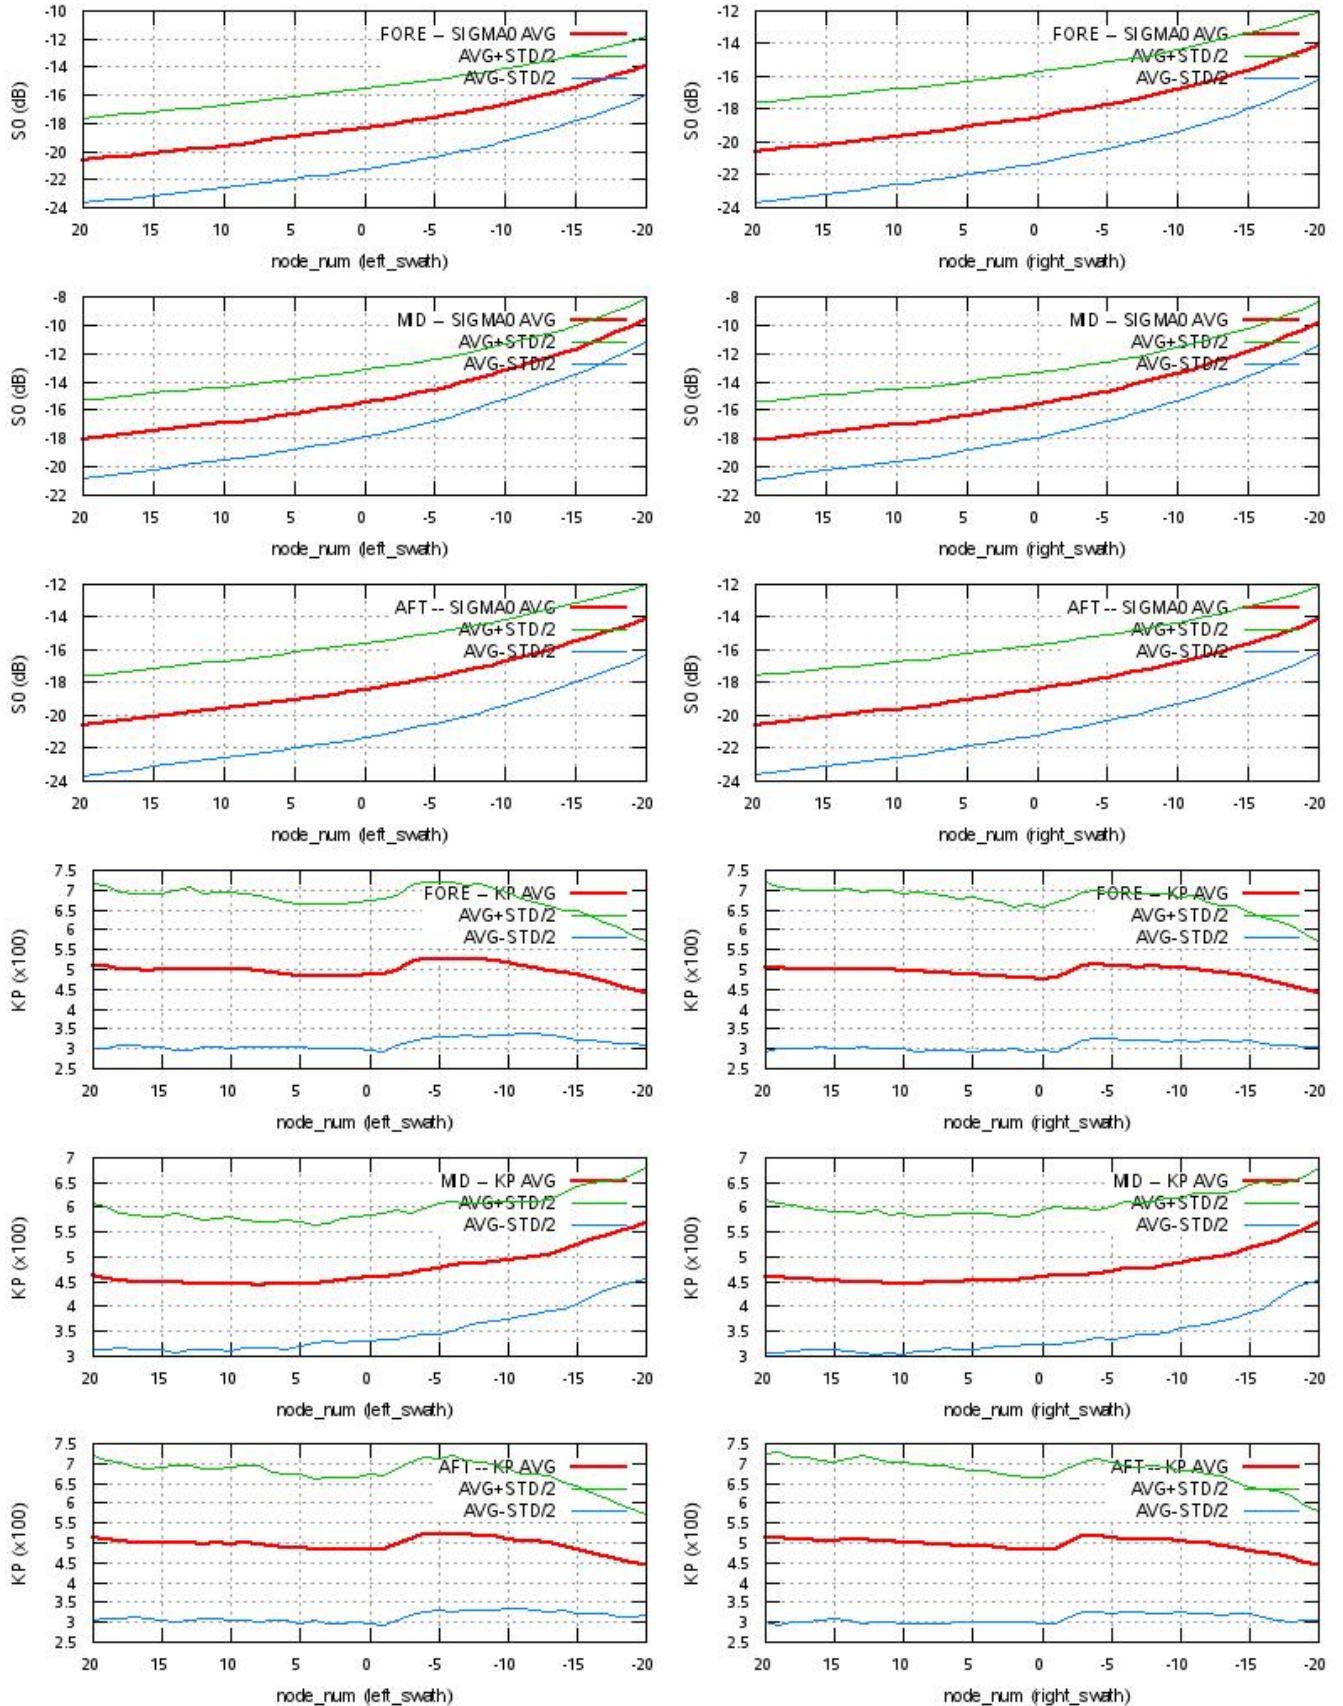 -10
-12
-14
-16
-18
-20
-22
-24
S0 (dB)
FORE -- SIGMA0 AVG
AVG+STD/2
AVG-STD/2
20 15 10 5 0 -5 -10 -15 -20
node_num (left_swath)
-12
-14
-16
-18
-20
-22
-24
S0 (dB)
FORE -- SIGMA0 AVG
AVG+STD/2
AVG-STD/2
20 15 10 5 0 -5 -10 -15 -20
node_num (right_swath)
-8
-10
-12
-14
-16
-18
-20
-22
S0 (dB)
MID -- SIGMA0 AVG
AVG+STD/2
AVG-STD/2
20 15 10 5 0 -5 -10 -15 -20
node_num (left_swath)
-8
-10
-12
-14
-16
-18
-20
-22
S0 (dB)
MID -- SIGMA0 AVG
AVG+STD/2
AVG-STD/2
20 15 10 5 0 -5 -10 -15 -20
node_num (right_swath)
-12
-14
-16
-18
-20
-22
-24
S0 (dB)
AFT -- SIGMA0 AVG
AVG+STD/2
AVG-STD/2
20 15 10 5 0 -5 -10 -15 -20
node_num (left_swath)
-12
-14
-16
-18
-20
-22
-24
S0 (dB)
AFT -- SIGMA0 AVG
AVG+STD/2
AVG-STD/2
20 15 10 5 0 -5 -10 -15 -20
node_num (right_swath)
7.5
7
6.5
6
5.5
5
4.5
4
3.5
3
2.5
KP (x100)
FORE -- KP AVG
AVG+STD/2
AVG-STD/2
20 15 10 5 0 -5 -10 -15 -20
node_num (left_swath)
7.5
7
6.5
6
5.5
5
4.5
4
3.5
3
2.5
KP (x100)
FORE -- KP AVG
AVG+STD/2
AVG-STD/2
20 15 10 5 0 -5 -10 -15 -20
node_num (right_swath)
7
6.5
6
5.5
5
4.5
4
3.5
3
KP (x100)
MID -- KP AVG
AVG+STD/2
AVG-STD/2
20 15 10 5 0 -5 -10 -15 -20
node_num (left_swath)
7
6.5
6
5.5
5
4.5
4
3.5
3
KP (x100)
MID -- KP AVG
AVG+STD/2
AVG-STD/2
20 15 10 5 0 -5 -10 -15 -20
node_num (right_swath)
7.5
7
6.5
6
5.5
5
4.5
4
3.5
3
2.5
KP (x100)
AFT -- KP AVG
AVG+STD/2
AVG-STD/2
20 15 10 5 0 -5 -10 -15 -20
node_num (left_swath)
7.5
7
6.5
6
5.5
5
4.5
4
3.5
3
2.5
KP (x100)
AFT -- KP AVG
AVG+STD/2
AVG-STD/2
20 15 10 5 0 -5 -10 -15 -20
node_num (right_swath)